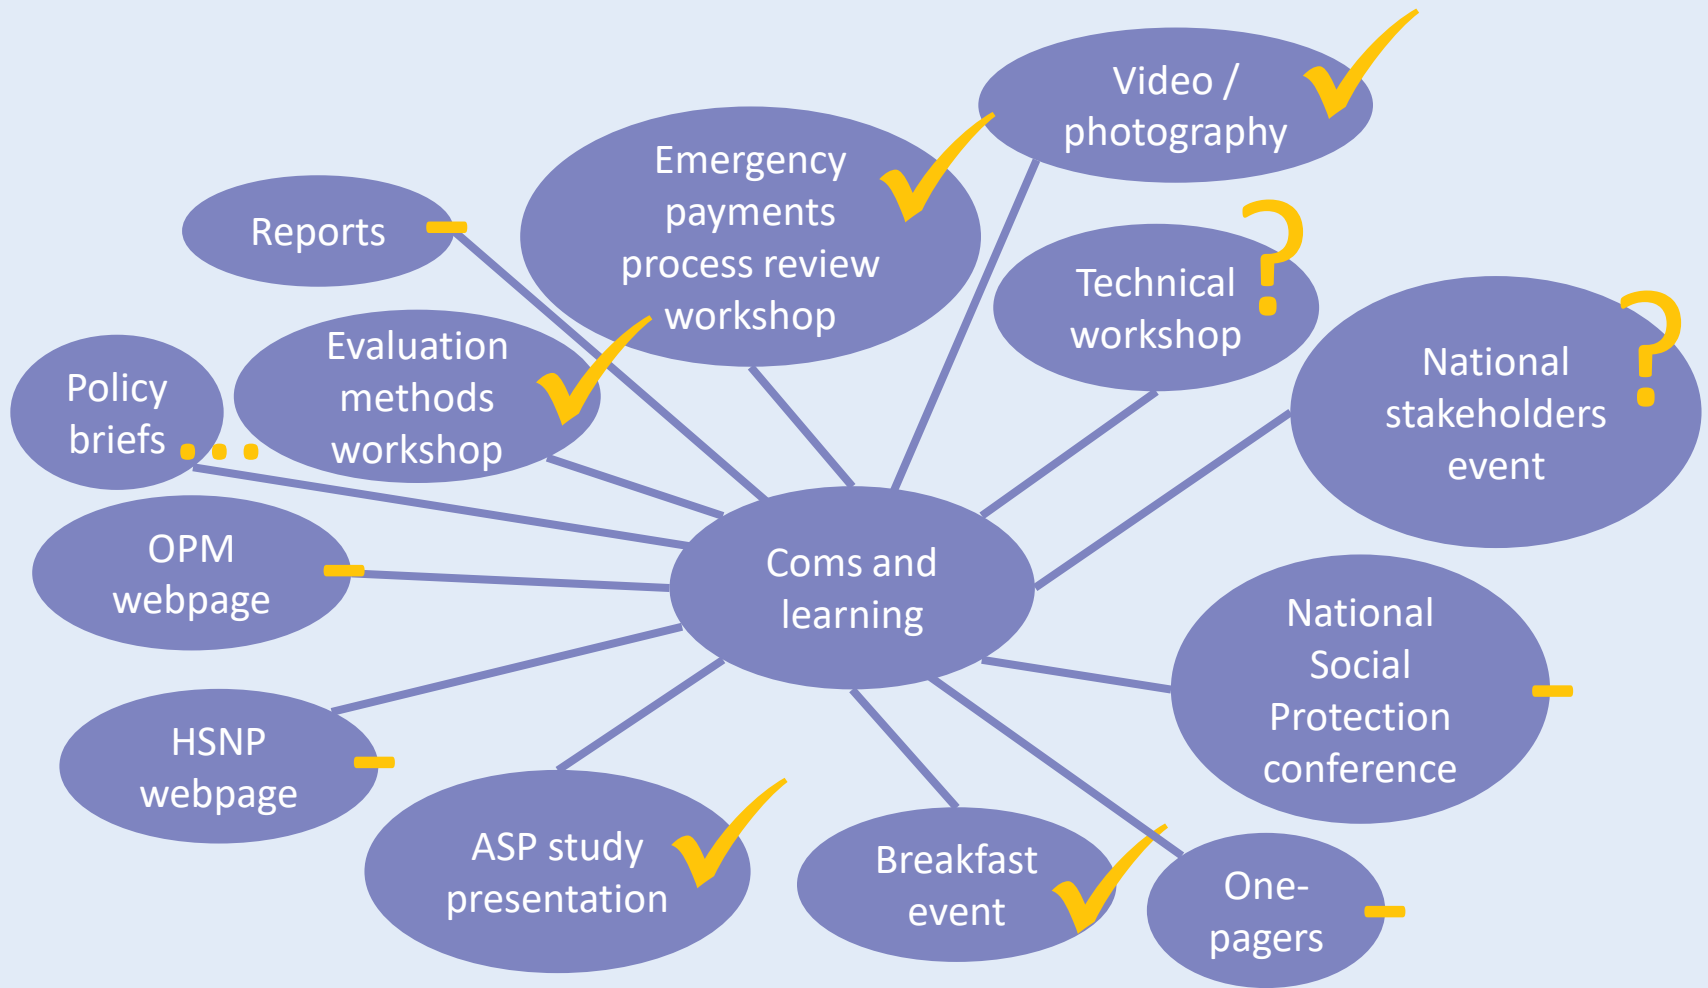 Video /
photography
Emergency
payments
process review
workshop
Reports
Technical
workshop
?
National
stakeholders
event
?
Evaluation
methods
workshop
Policy
briefs
...
OPM
webpage
Coms and
learning
National
Social
Protection
conference
HSNP
webpage
ASP study
presentation
Breakfast
event
One-
pagers